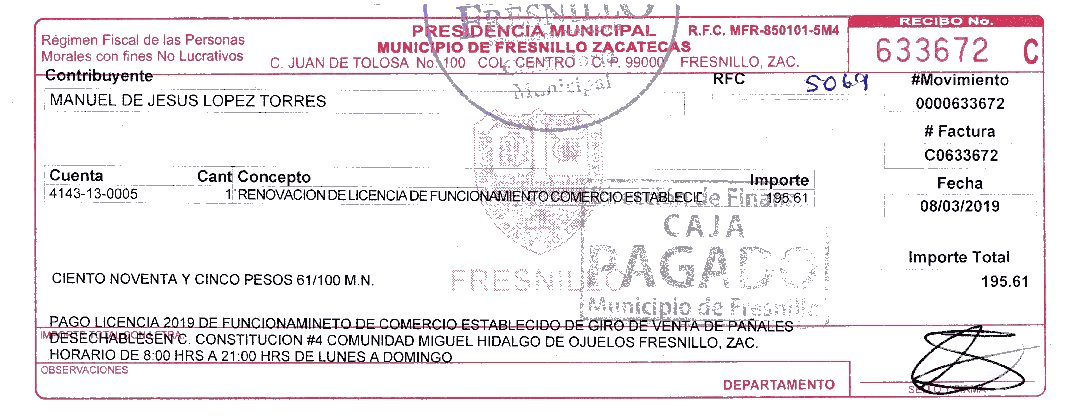 FRESNILLO
PRESIDENCIA MUNICIPAL
R.F.C. MFR-850101-5M4
RECIBO No.
Régimen Fiscal de las Personas
Morales con fines No Lucrativos
MUNICIPIO DE FRESNILLO ZACATECAS
C. JUAN DE TOLOSA No. 100 COL. CENTRO C. P. 99000 FRESNILLO, ZAC.
633672 C
Contribuyente
RFC
5069
#Movimiento
MANUEL DE JESUS LOPEZ TORRES
Municipal
0000633672
# Factura
C0633672
Cuenta Cant Concepto Importe
Fecha
4143-13-0005 1 RENOVACION DE LICENCIA DE FUNCIONAMIENTO COMERCIO ESTABLECID 195.61
08/03/2019
CAJA
PAGADO
Municipio de Fresnillo
FRESNILLO
Importe Total
195.61
CIENTO NOVENTA Y CINCO PESOS 61/100 M.N.
PAGO LICENCIA 2019 DE FUNCIONAMINETO DE COMERCIO ESTABLECIDO DE GIRO DE VENTA DE PAÑALES
IMPORTE TOTAL CON LETRA
DESECHABLESEN C. CONSTITUCION #4 COMUNIDAD MIGUEL HIDALGO DE OJUELOS FRESNILLO, ZAC.
HORARIO DE 8:00 HRS A 21:00 HRS DE LUNES A DOMINGO
OBSERVACIONES
DEPARTAMENTO